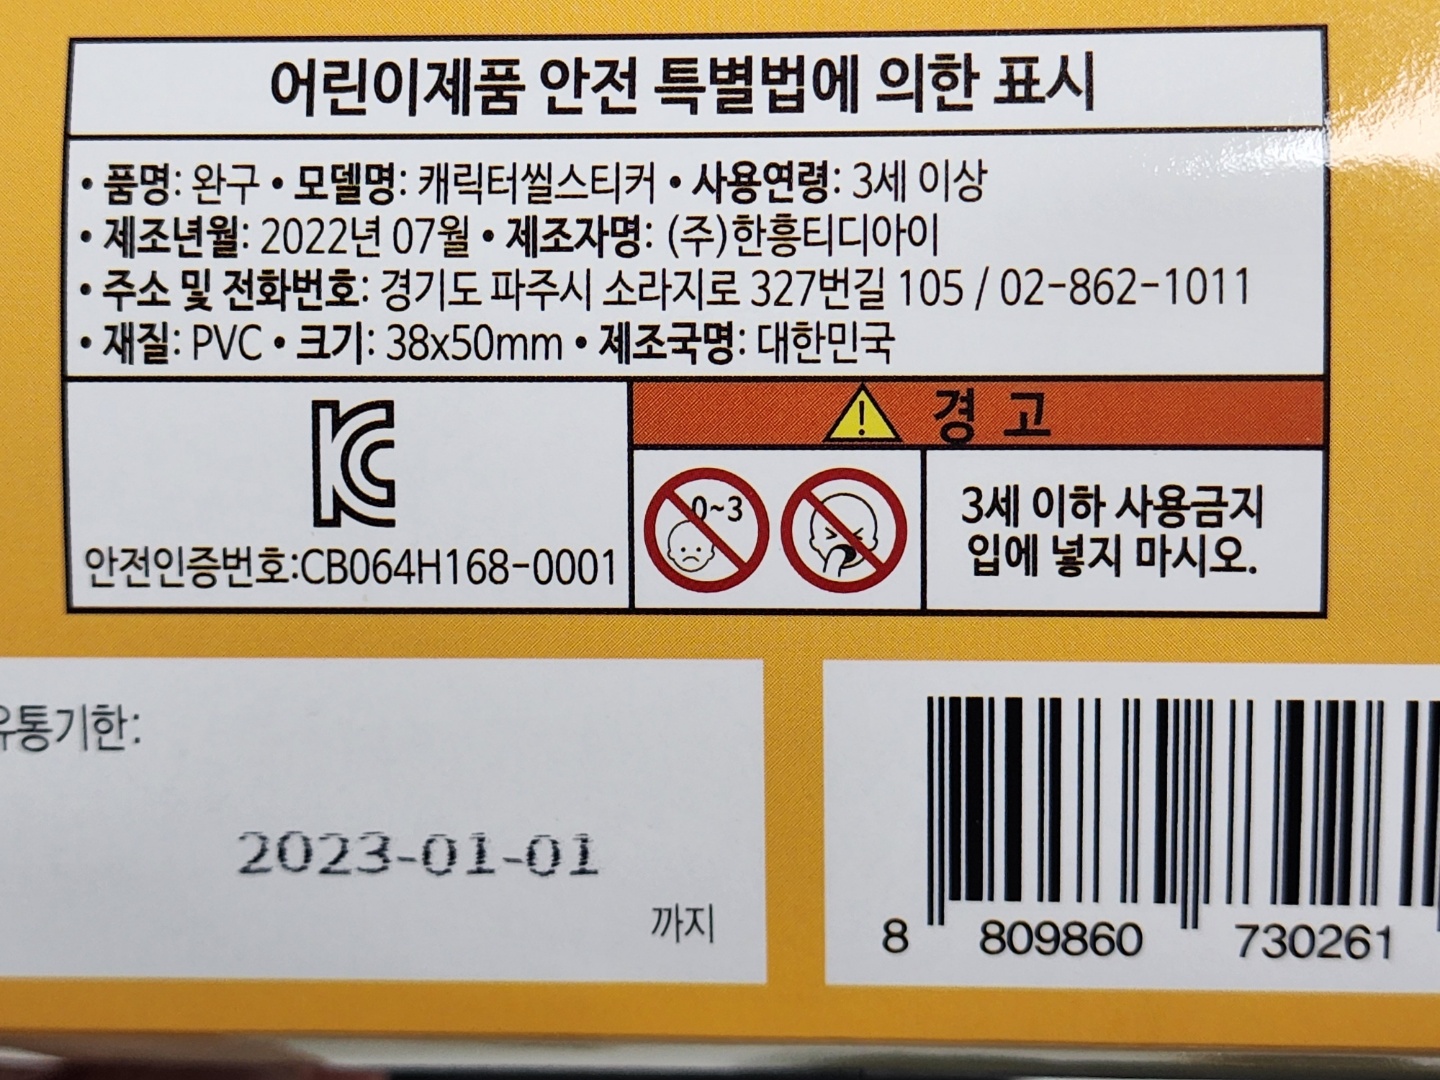 어린이제품 안전 특별법에 의한 표시
• 품명: 완구 • 모델명: 캐릭터씰스티커 • 사용연령: 3세 이상
• 제조년월: 2022년 07월 • 제조자명: (주)한흥티디아이
• 주소 및 전화번호: 경기도 파주시 소라지로 327번길 105 / 02-862-1011
• 재질: PVC • 크기: 38x50mm • 제조국명: 대한민국
KC
안전인증번호:CB064H168-0001
! 경 고
0~3
3세 이하 사용금지
입에 넣지 마시오.
유통기한:
2023-01-01
까지
8 809860 730261